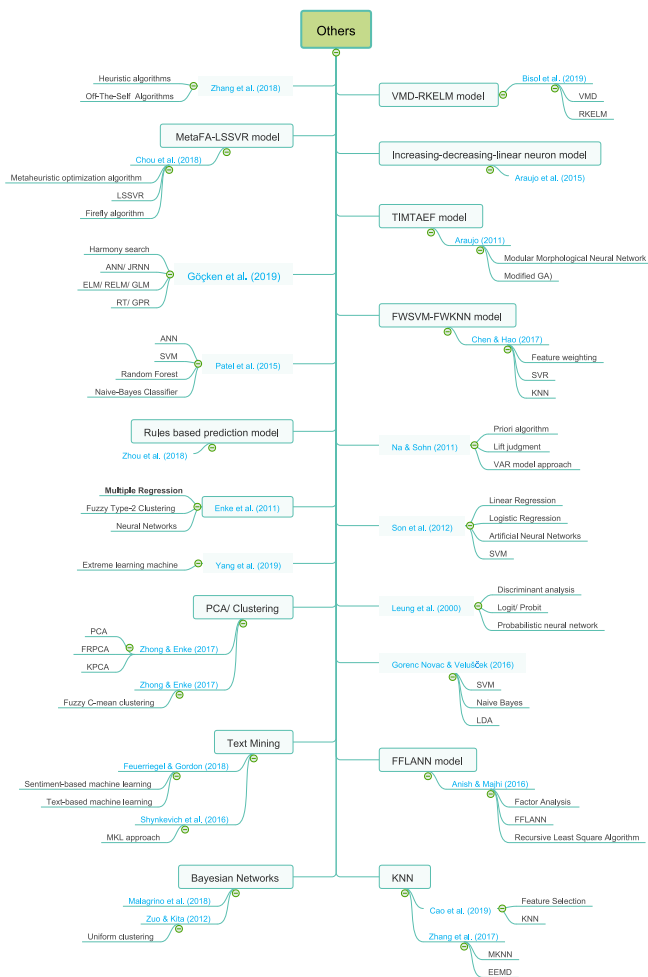 Others
Heuristic algorithms
Off-The-Self Algorithms
Zhang et al. (2018)
MetaFA-LSSVR model
Chou et al. (2018)
Metaheuristic optimization algorithm
LSSVR
Firefly algorithm
Harmony search
ANN/ JRNN
ELM/ RELM/ GLM
RT/ GPR
Göçken et al. (2019)
ANN
SVM
Random Forest
Naive-Bayes Classifier
Patel et al. (2015)
Rules based prediction model
Zhou et al. (2018)
Multiple Regression
Fuzzy Type-2 Clustering
Neural Networks
Enke et al. (2011)
Extreme learning machine
Yang et al. (2019)
PCA/ Clustering
PCA
FRPCA
KPCA
Zhong & Enke (2017)
Zhong & Enke (2017)
Fuzzy C-mean clustering
Text Mining
Feuerriegel & Gordon (2018)
Sentiment-based machine learning
Text-based machine learning
Shynkevich et al. (2016)
MKL approach
Bayesian Networks
Malagrino et al. (2018)
Zuo & Kita (2012)
Uniform clustering
VMD-RKELM model
Bisoi et al. (2019)
VMD
RKELM
Increasing-decreasing-linear neuron model
Araujo et al. (2015)
TIMTAEF model
Araujo (2011)
Modular Morphological Neural Network
Modified GA)
FWSVM-FWKNN model
Chen & Hao (2017)
Feature weighting
SVR
KNN
Na & Sohn (2011)
Priori algorithm
Lift judgment
VAR model approach
Son et al. (2012)
Linear Regression
Logistic Regression
Artificial Neural Networks
SVM
Leung et al. (2000)
Discriminant analysis
Logit/ Probit
Probabilistic neural network
Gorenc Novac & Velušček (2016)
SVM
Naive Bayes
LDA
FFLANN model
Anish & Majhi (2016)
Factor Analysis
FFLANN
Recursive Least Square Algorithm
KNN
Cao et al. (2019)
Feature Selection
KNN
Zhang et al. (2017)
MKNN
EEMD